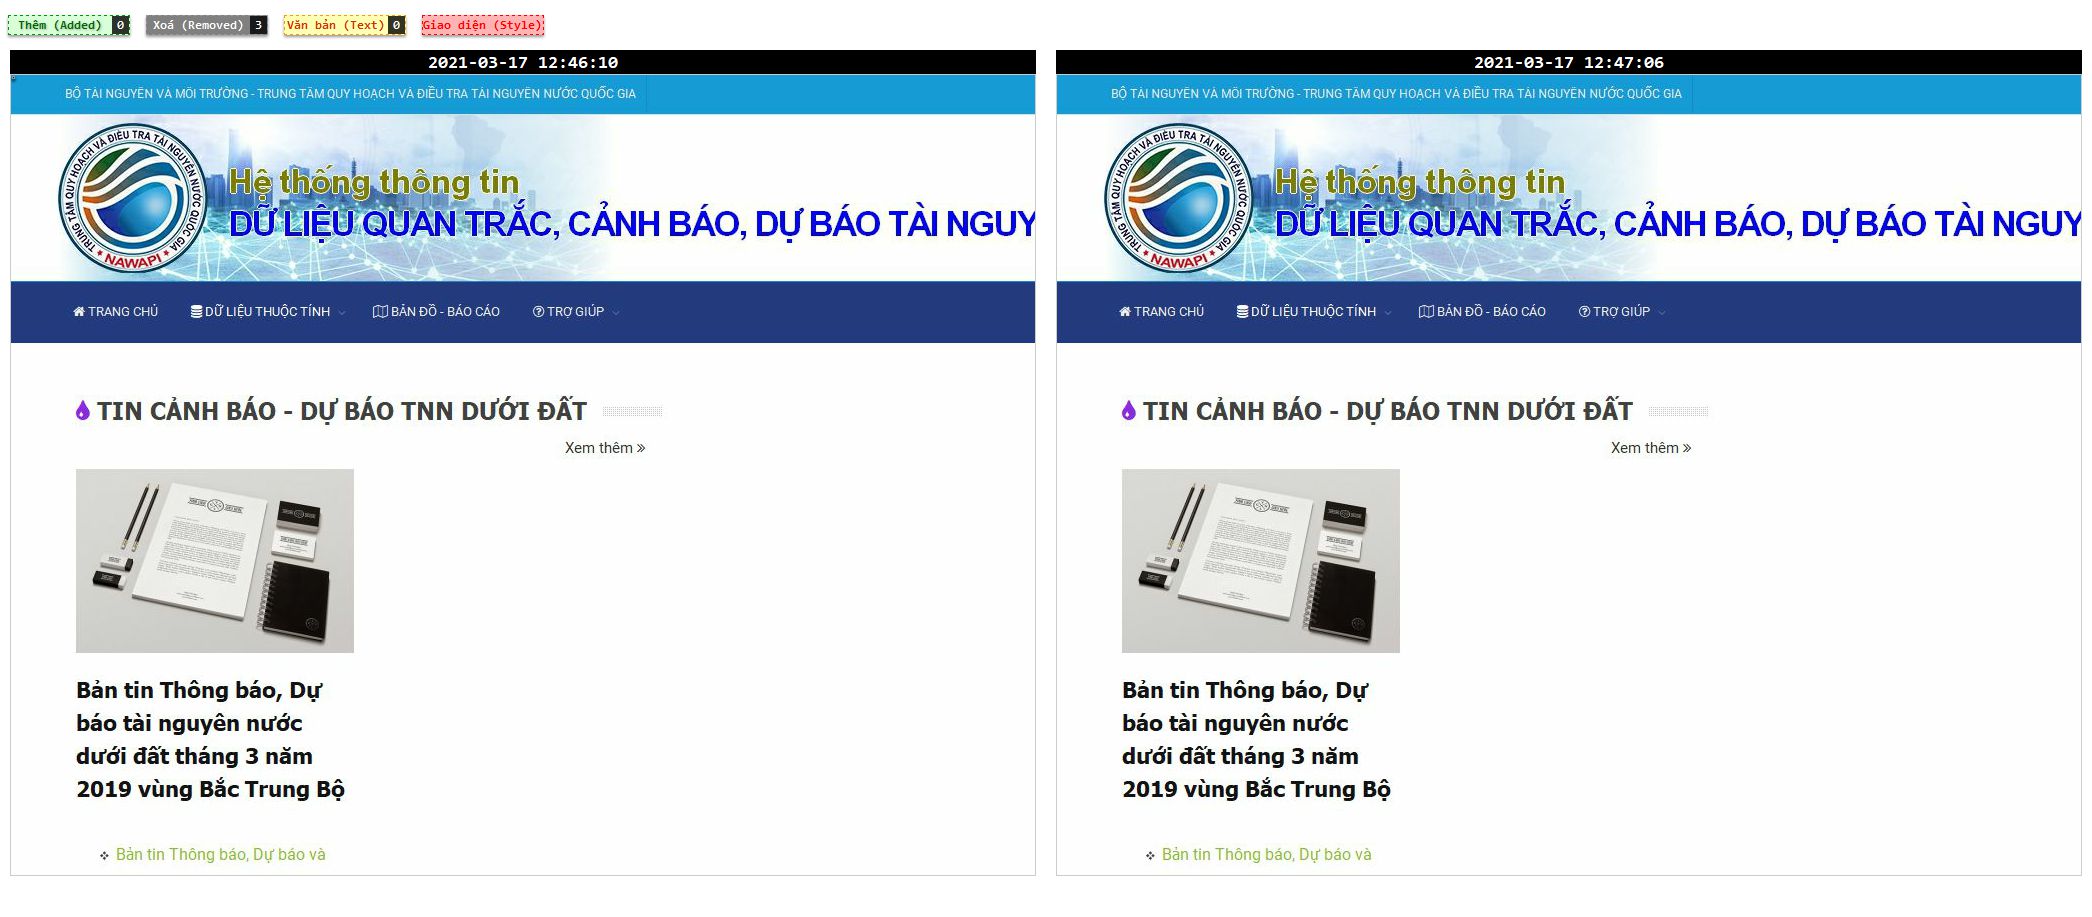 Thêm (Added) 0 Xoá (Removed) 3 Văn bản (Text) 0 Giao diện (Style)
2021-03-17 12:46:10
BỘ TÀI NGUYÊN VÀ MÔI TRƯỜNG - TRUNG TÂM QUY HOẠCH VÀ ĐIỀU TRA TÀI NGUYÊN NƯỚC QUỐC GIA
TRUNG TÂM QUY HOẠCH VÀ ĐIỀU TRA TÀI NGUYÊN NƯỚC QUỐC GIA
NAWAPI
Hệ thống thông tin
DỮ LIỆU QUAN TRẮC, CẢNH BÁO, DỰ BÁO TÀI NGUY
TRANG CHỦ DỮ LIỆU THUỘC TÍNH BẢN ĐỒ - BÁO CÁO TRỢ GIÚP
TIN CẢNH BÁO - DỰ BÁO TNN DƯỚI ĐẤT
Xem thêm »
Bản tin Thông báo, Dự
báo tài nguyên nước
dưới đất tháng 3 năm
2019 vùng Bắc Trung Bộ
Bản tin Thông báo, Dự báo và
2021-03-17 12:47:06
BỘ TÀI NGUYÊN VÀ MÔI TRƯỜNG - TRUNG TÂM QUY HOẠCH VÀ ĐIỀU TRA TÀI NGUYÊN NƯỚC QUỐC GIA
TRUNG TÂM QUY HOẠCH VÀ ĐIỀU TRA TÀI NGUYÊN NƯỚC QUỐC GIA
NAWAPI
Hệ thống thông tin
DỮ LIỆU QUAN TRẮC, CẢNH BÁO, DỰ BÁO TÀI NGUY
TRANG CHỦ DỮ LIỆU THUỘC TÍNH BẢN ĐỒ - BÁO CÁO TRỢ GIÚP
TIN CẢNH BÁO - DỰ BÁO TNN DƯỚI ĐẤT
Xem thêm »
Bản tin Thông báo, Dự
báo tài nguyên nước
dưới đất tháng 3 năm
2019 vùng Bắc Trung Bộ
Bản tin Thông báo, Dự báo và